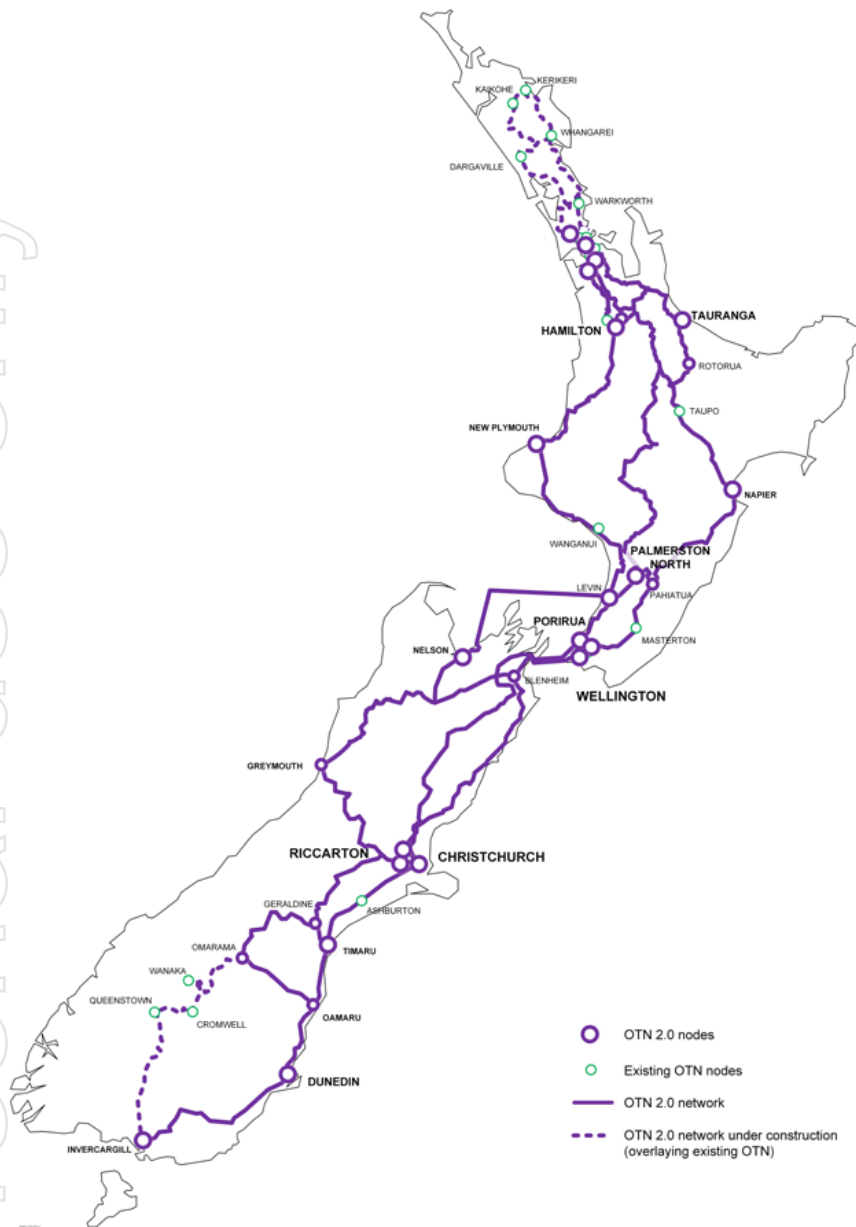 KERIKERI
KAIKOHE
WHANGAREI
DARGAVILLE
WARKWORTH
TAURANGA
HAMILTON
ROTORUA
TAUPO
NEW PLYMOUTH
NAPIER
WANGANUI
PALMERSTON
NORTH
LEVIN
PAHIATUA
PORIRUA
MASTERTON
NELSON
BLENHEIM
WELLINGTON
GREYMOUTH
RICCARTON
CHRISTCHURCH
GERALDINE
ASHBURTON
OMARAMA
TIMARU
WANAKA
QUEENSTOWN
CROMWELL
OAMARU
DUNEDIN
INVERCARGILL
OTN 2.0 nodes
Existing OTN nodes
OTN 2.0 network
OTN 2.0 network under construction
(overlaying existing OTN)